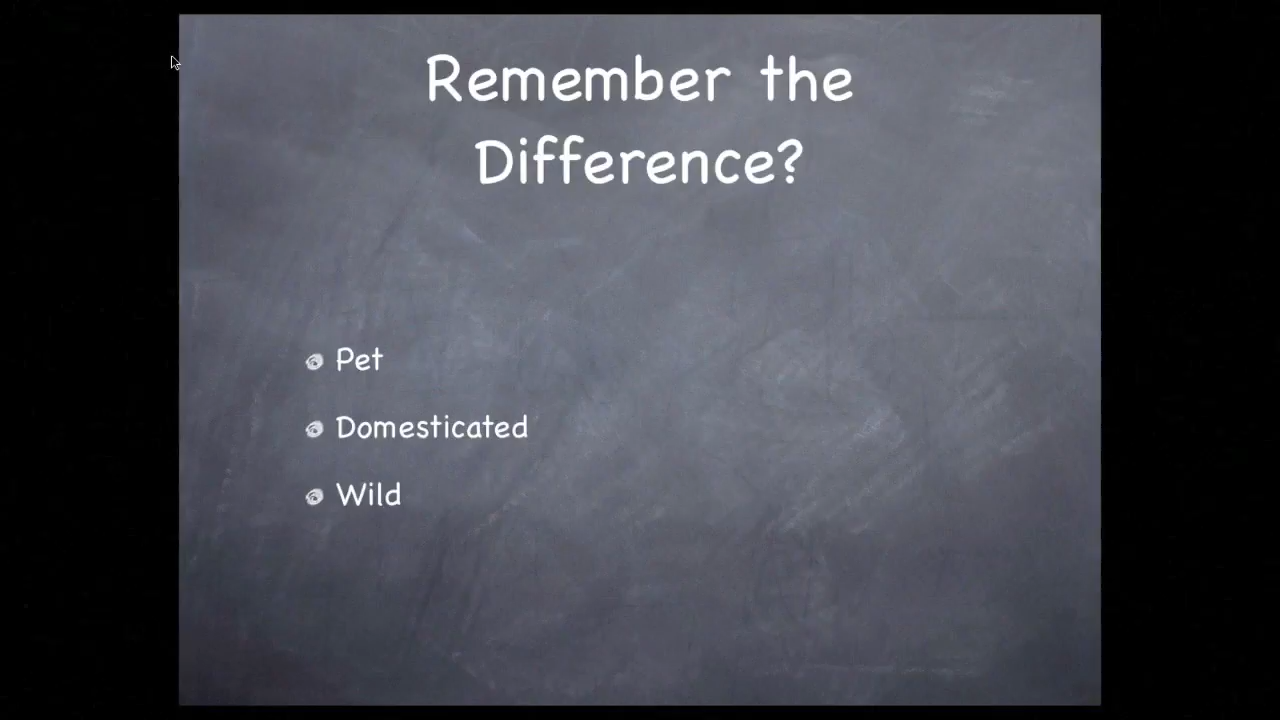 Remember the
Difference?
Pet
Domesticated
Wild